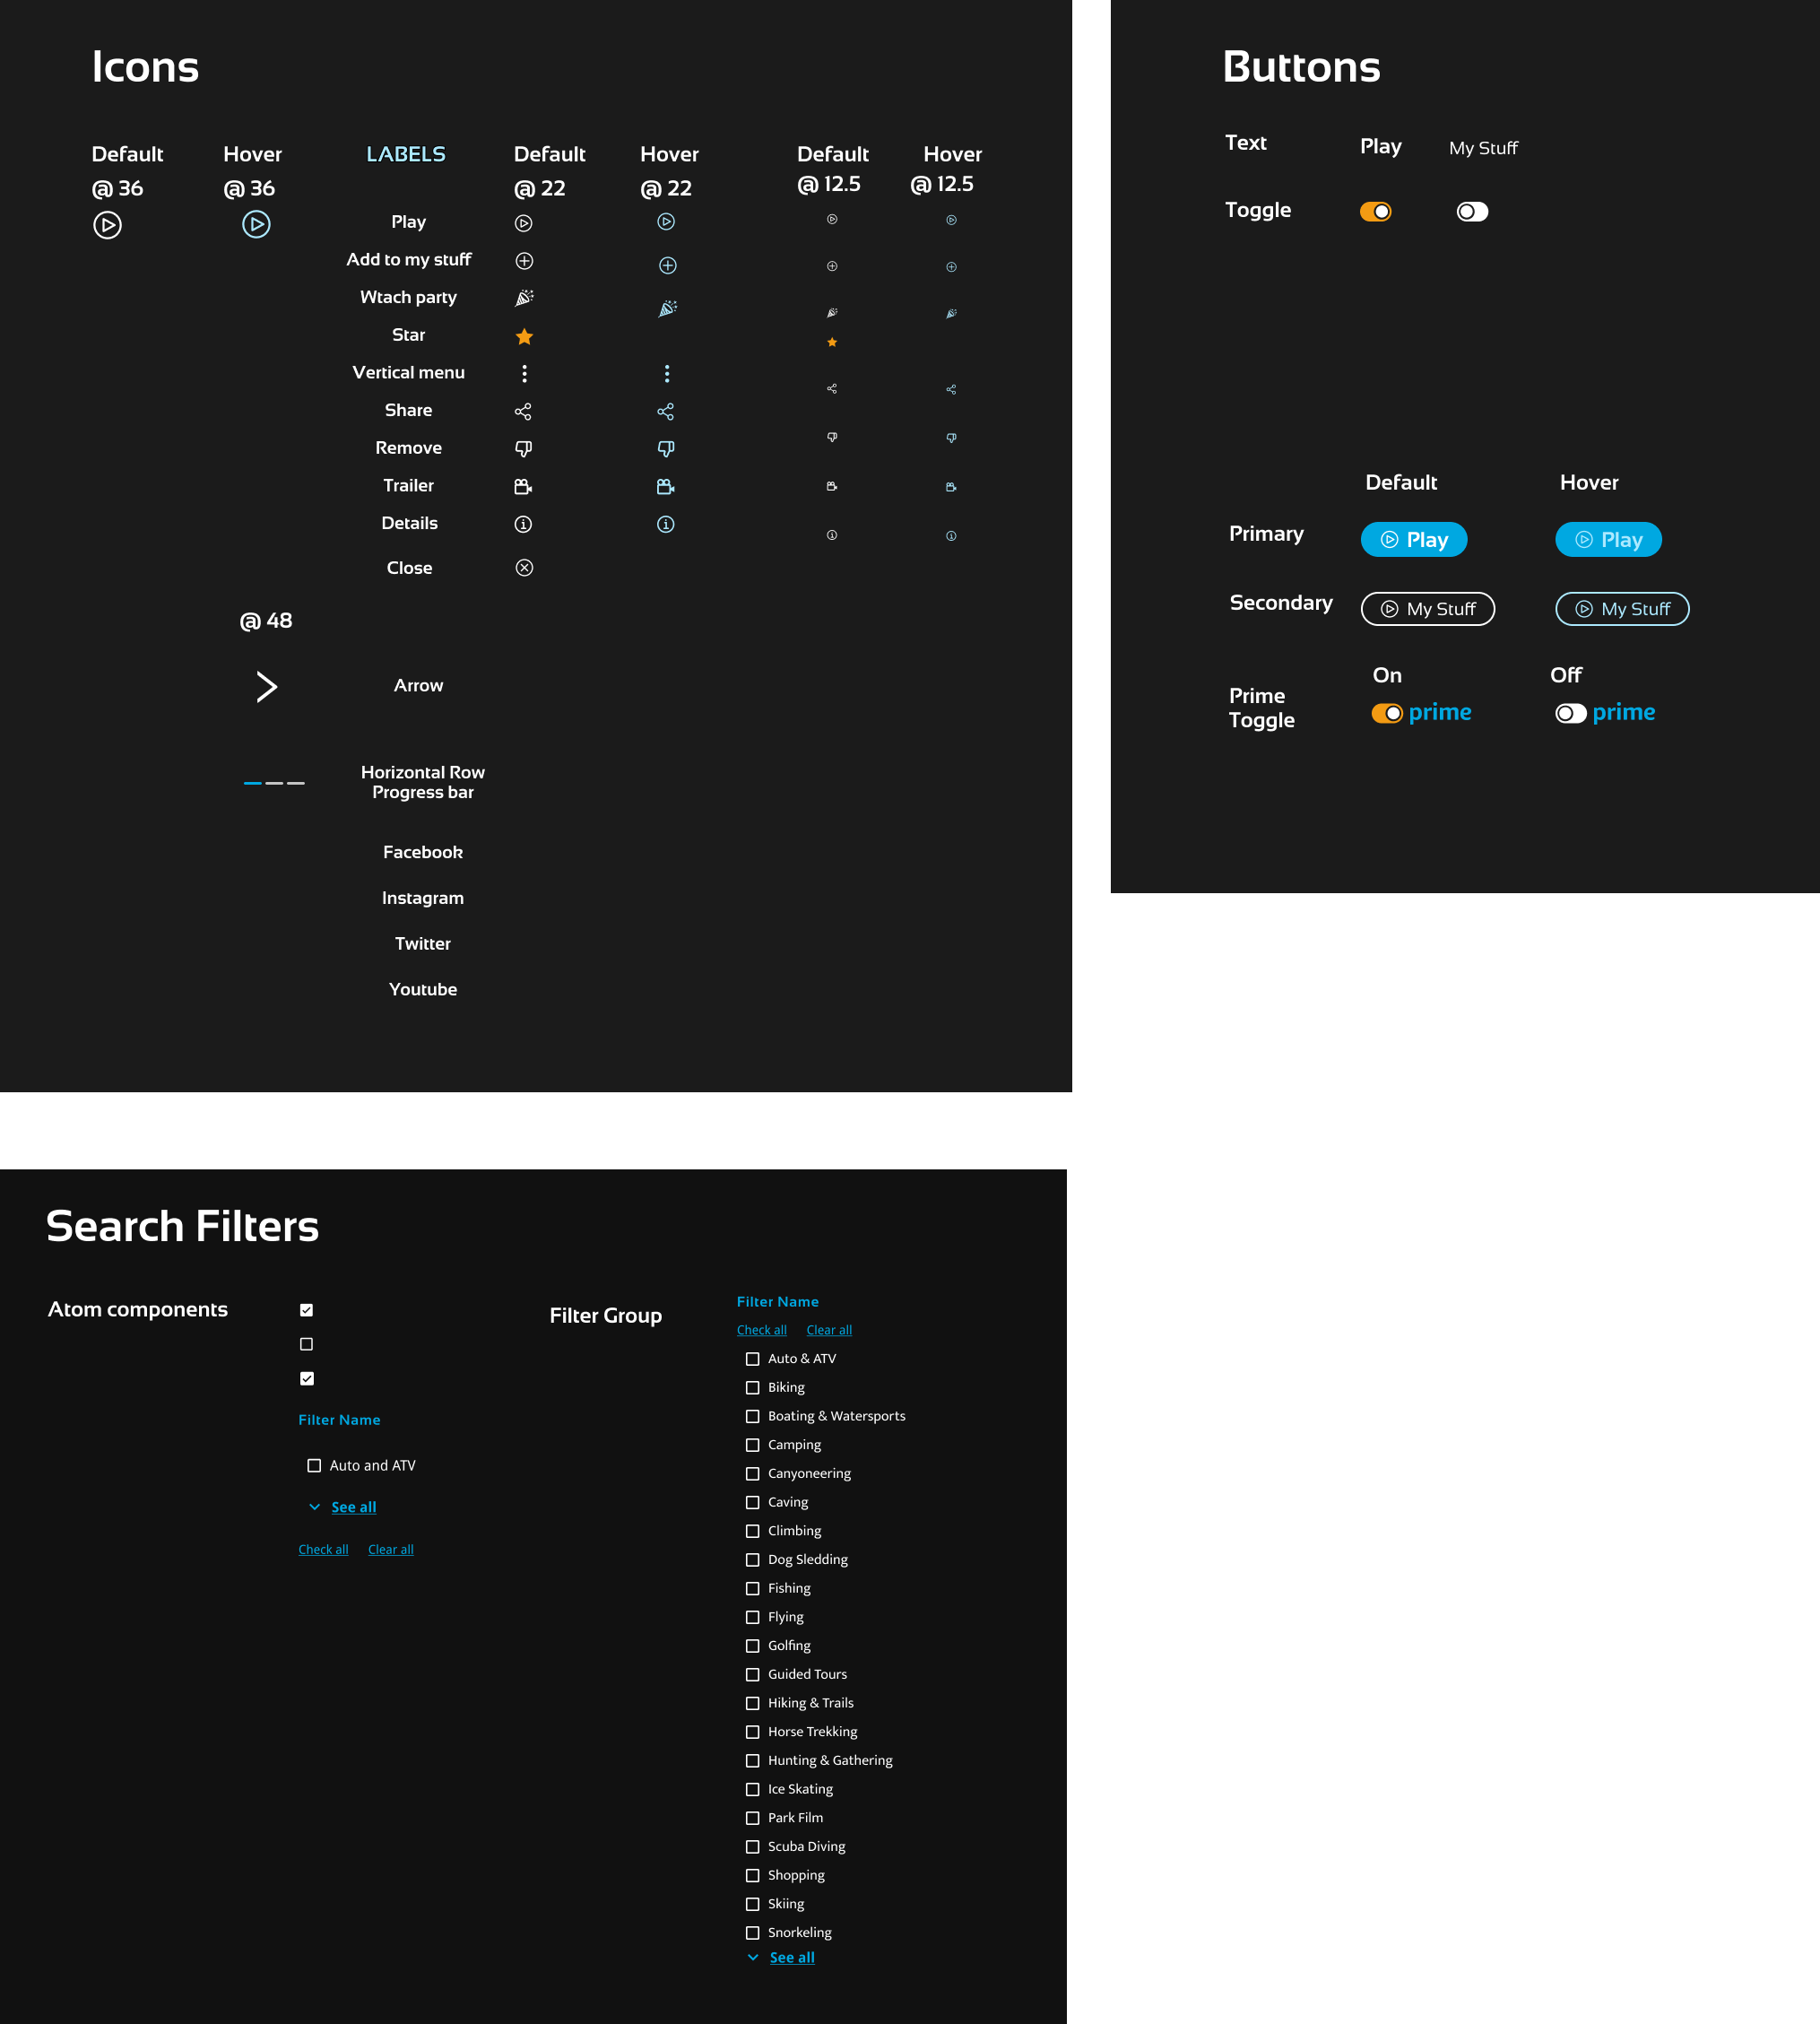 Icons
Default
@ 36
Hover
@ 36
LABELS
Default
@ 22
Hover
@ 22
Default
@ 12.5
Hover
@ 12.5
Play
Add to my stuff
Wtach party
Star
Vertical menu
Share
Remove
Trailer
Details
Close
@ 48
Arrow
Horizontal Row
Progress bar
Facebook
Instagram
Twitter
Youtube
Buttons
Text
Play
My Stuff
Toggle
Default
Hover
Primary
Play
Play
Secondary
My Stuff
My Stuff
On
Off
Prime
Toggle
prime
prime
Search Filters
Atom components
Filter Name
Auto and ATV
See all
Check all
Clear all
Filter Group
Filter Name
Check all
Clear all
Auto & ATV
Biking
Boating & Watersports
Camping
Canyoneering
Caving
Climbing
Dog Sledding
Fishing
Flying
Golfing
Guided Tours
Hiking & Trails
Horse Trekking
Hunting & Gathering
Ice Skating
Park Film
Scuba Diving
Shopping
Skiing
Snorkeling
See all